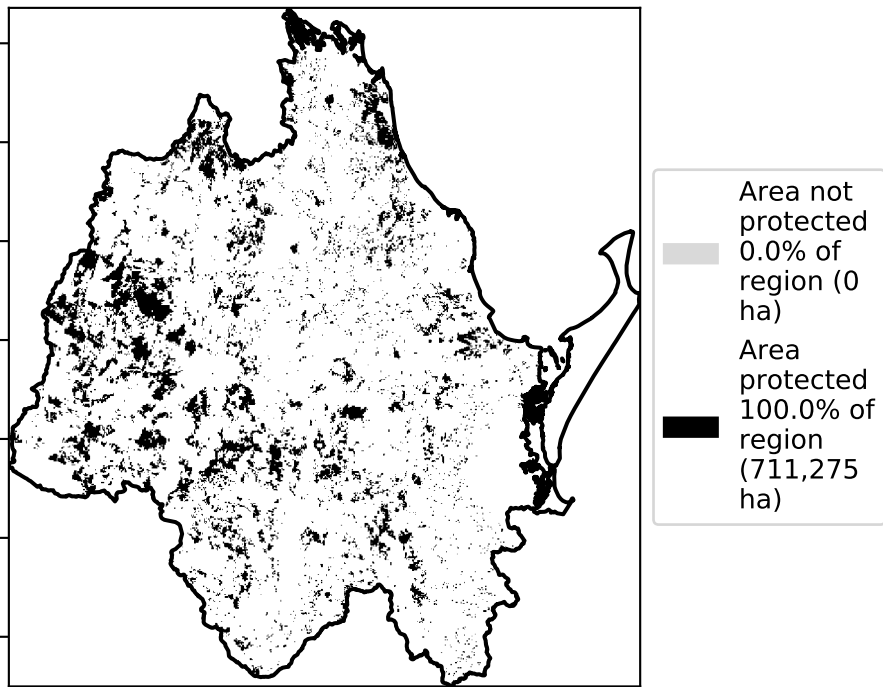 Area not
protected
0.0% of
region (0
ha)
Area
protected
100.0% of
region
(711,275
ha)